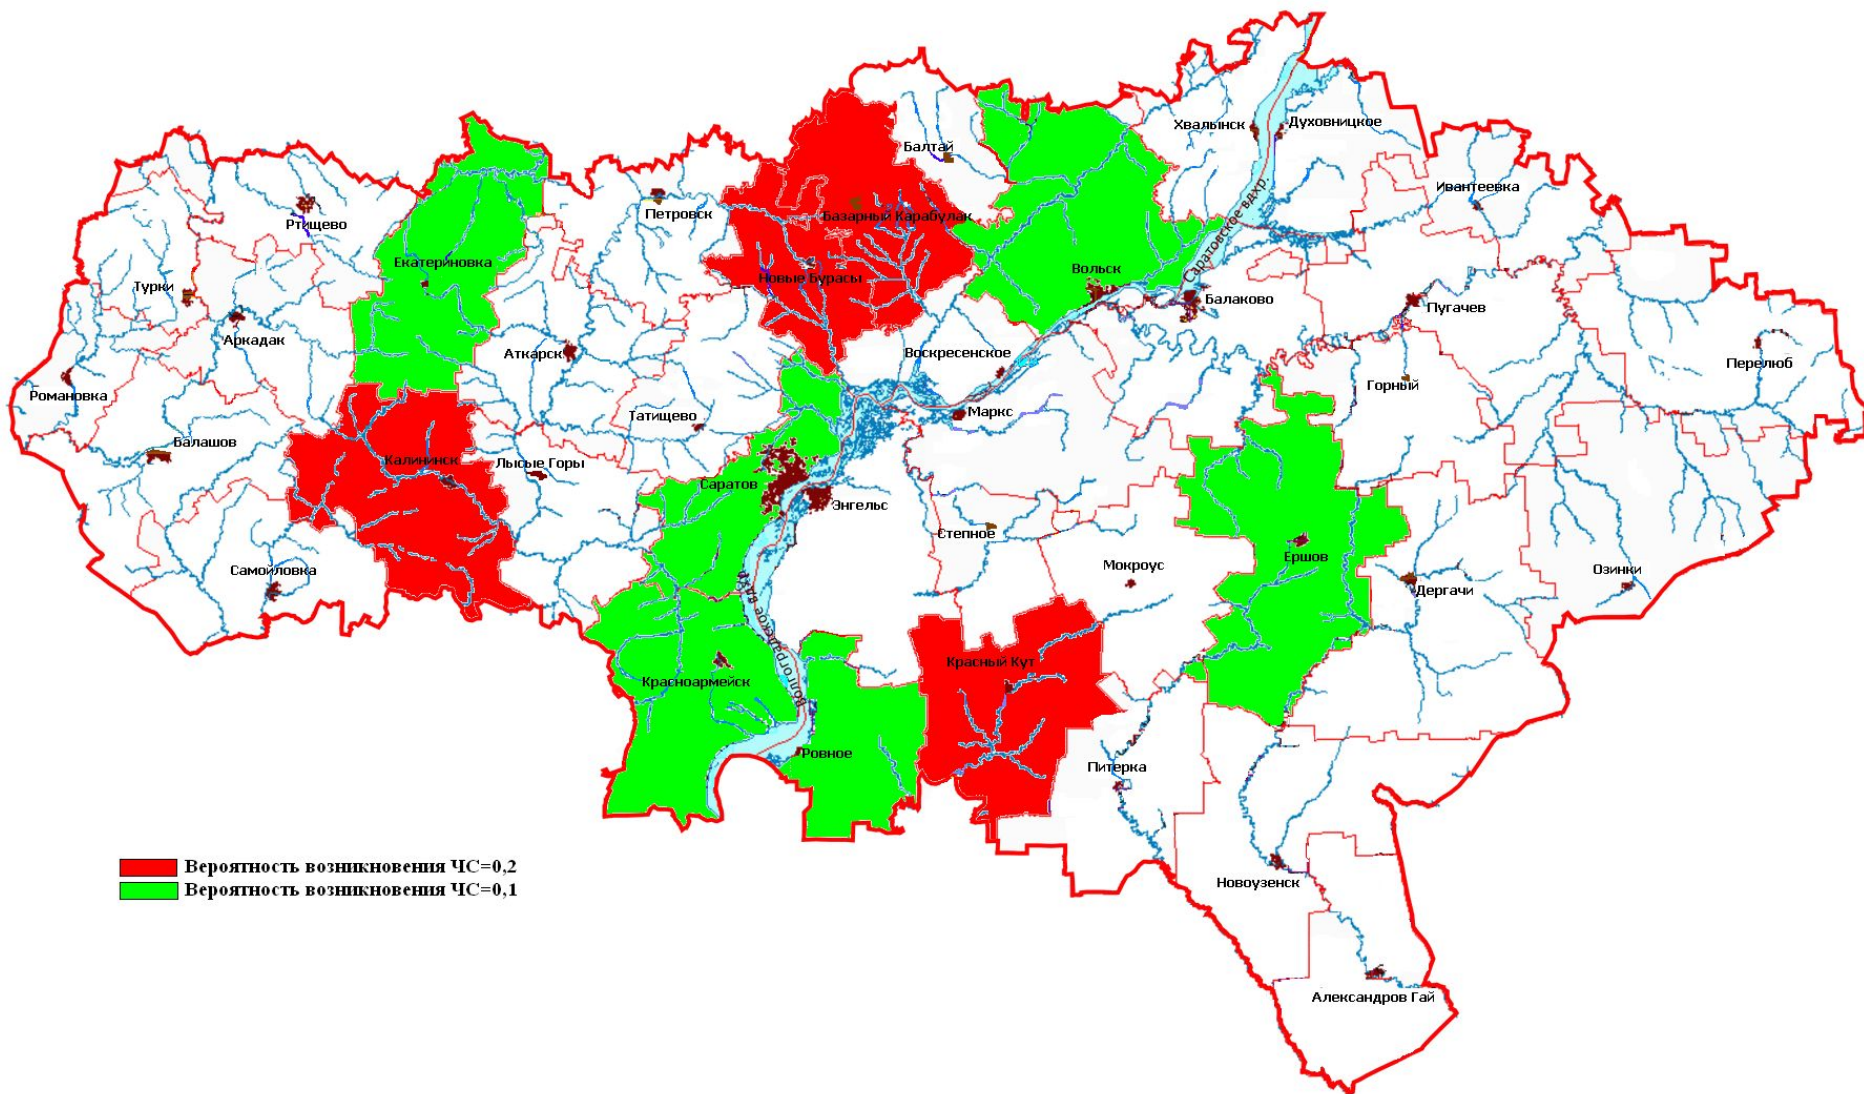 Хвалынск
Духовницкое
Балтай
Ивантеевка
Петровск
Базарный Карабулак
Ртищево
Екатериновка
Саратовское вдхр.
Вольск
Новые Бурасы
Турки
Балаково
Пугачев
Аркадак
Аткарск
Воскресенское
Перелюб
Горный
Романовка
Татищево
Маркс
Балашов
Калининск
Лысые Горы
Саратов
Энгельс
Степное
Ершов
Мокроус
Самойловка
Озинки
Дергачи
Волгоградское вдхр.
Красный Кут
Красноармейск
Ровное
Питерка
Вероятность возникновения ЧС=0,2
Вероятность возникновения ЧС=0,1
Новоузенск
Александров Гай